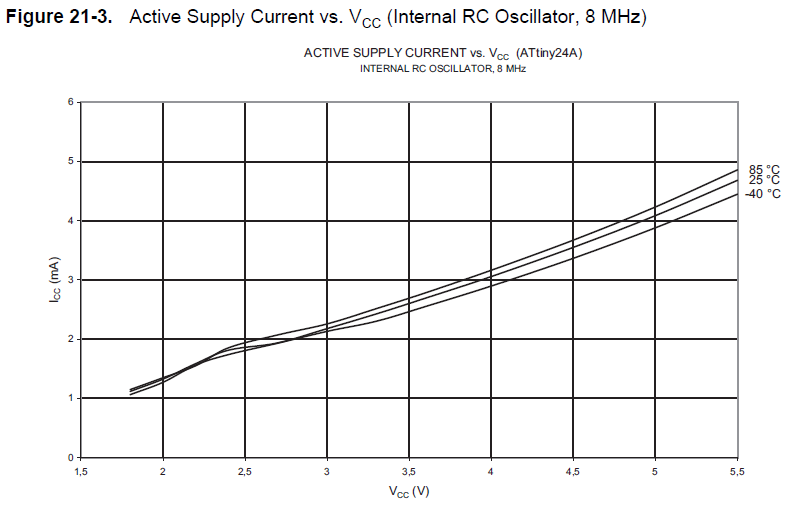 Figure 21-3. Active Supply Current vs. VCC (Internal RC Oscillator, 8 MHz)
ACTIVE SUPPLY CURRENT vs. VCC (ATtiny24A)
INTERNAL RC OSCILLATOR, 8 MHz
6
5
4
3
2
1
0
ICC (mA)
85 °C
25 °C
-40 °C
1,5 2 2,5 3 3,5 4 4,5 5 5,5
VCC (V)